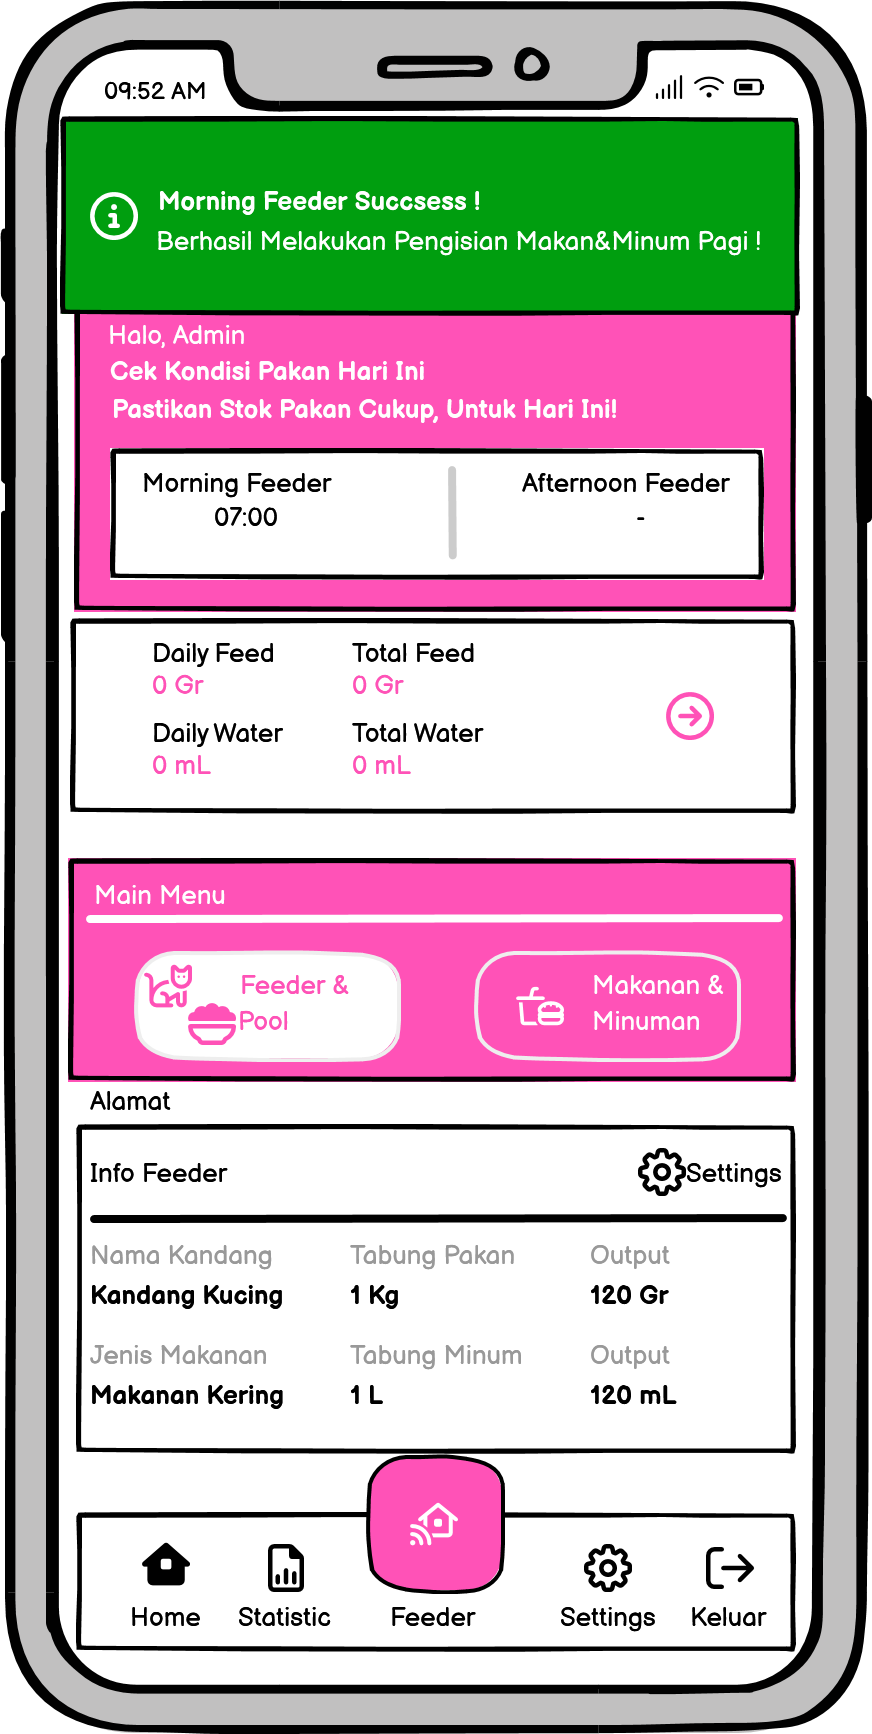 09:52 AM
Morning Feeder Succsess !
Berhasil Melakukan Pengisian Makan&Minum Pagi !
Halo, Admin
Cek Kondisi Pakan Hari Ini
Pastikan Stok Pakan Cukup, Untuk Hari Ini!
Morning Feeder Afternoon Feeder
07:00 -
Daily Feed Total Feed
0 Gr 0 Gr
Daily Water Total Water
0 mL 0 mL
Main Menu
Feeder & Makanan &
Pool Minuman
Alamat
Info Feeder Settings
Nama Kandang Tabung Pakan Output
Kandang Kucing 1 Kg 120 Gr
Jenis Makanan Tabung Minum Output
Makanan Kering 1 L 120 mL
Home Statistic Feeder Settings Keluar